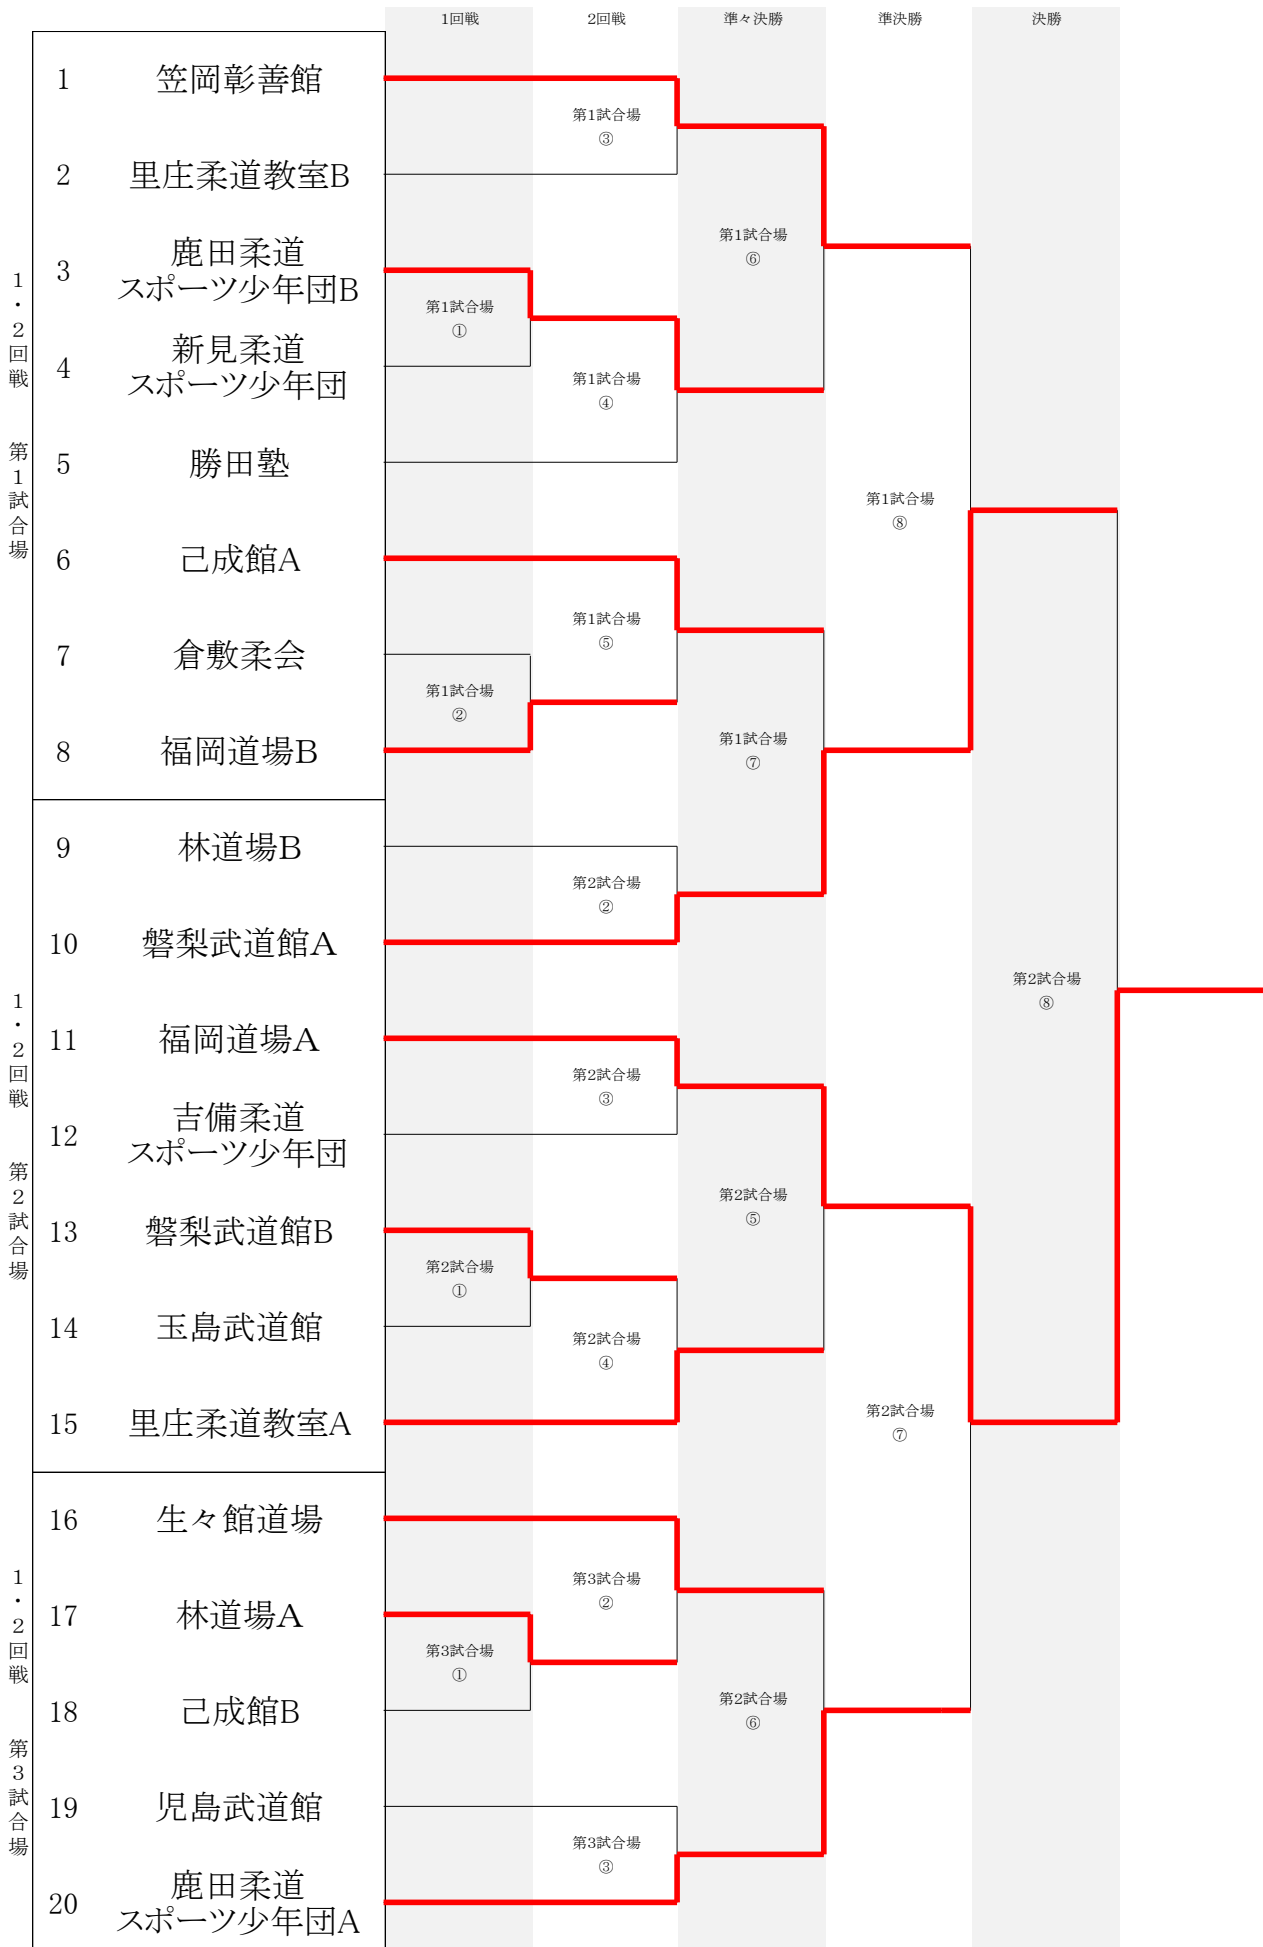 1回戦
2回戦
準々決勝
準決勝
決勝
1・2回戦 第1試合場
1 笠岡彰善館
2 里庄柔道教室B
3 鹿田柔道
スポーツ少年団B
4 新見柔道
スポーツ少年団
5 勝田塾
6 己成館A
7 倉敷柔会
8 福岡道場B
1・2回戦 第2試合場
9 林道場B
10 磐梨武道館A
11 福岡道場A
12 吉備柔道
スポーツ少年団
13 磐梨武道館B
14 玉島武道館
15 里庄柔道教室A
1・2回戦 第3試合場
16 生々館道場
17 林道場A
18 己成館B
19 児島武道館
20 鹿田柔道
スポーツ少年団A
第1試合場
①
第1試合場
②
第2試合場
①
第3試合場
①
第1試合場
③
第1試合場
④
第1試合場
⑤
第2試合場
②
第2試合場
③
第2試合場
④
第3試合場
②
第3試合場
③
第1試合場
⑥
第1試合場
⑦
第2試合場
⑤
第2試合場
⑥
第1試合場
⑧
第2試合場
⑦
第2試合場
⑧